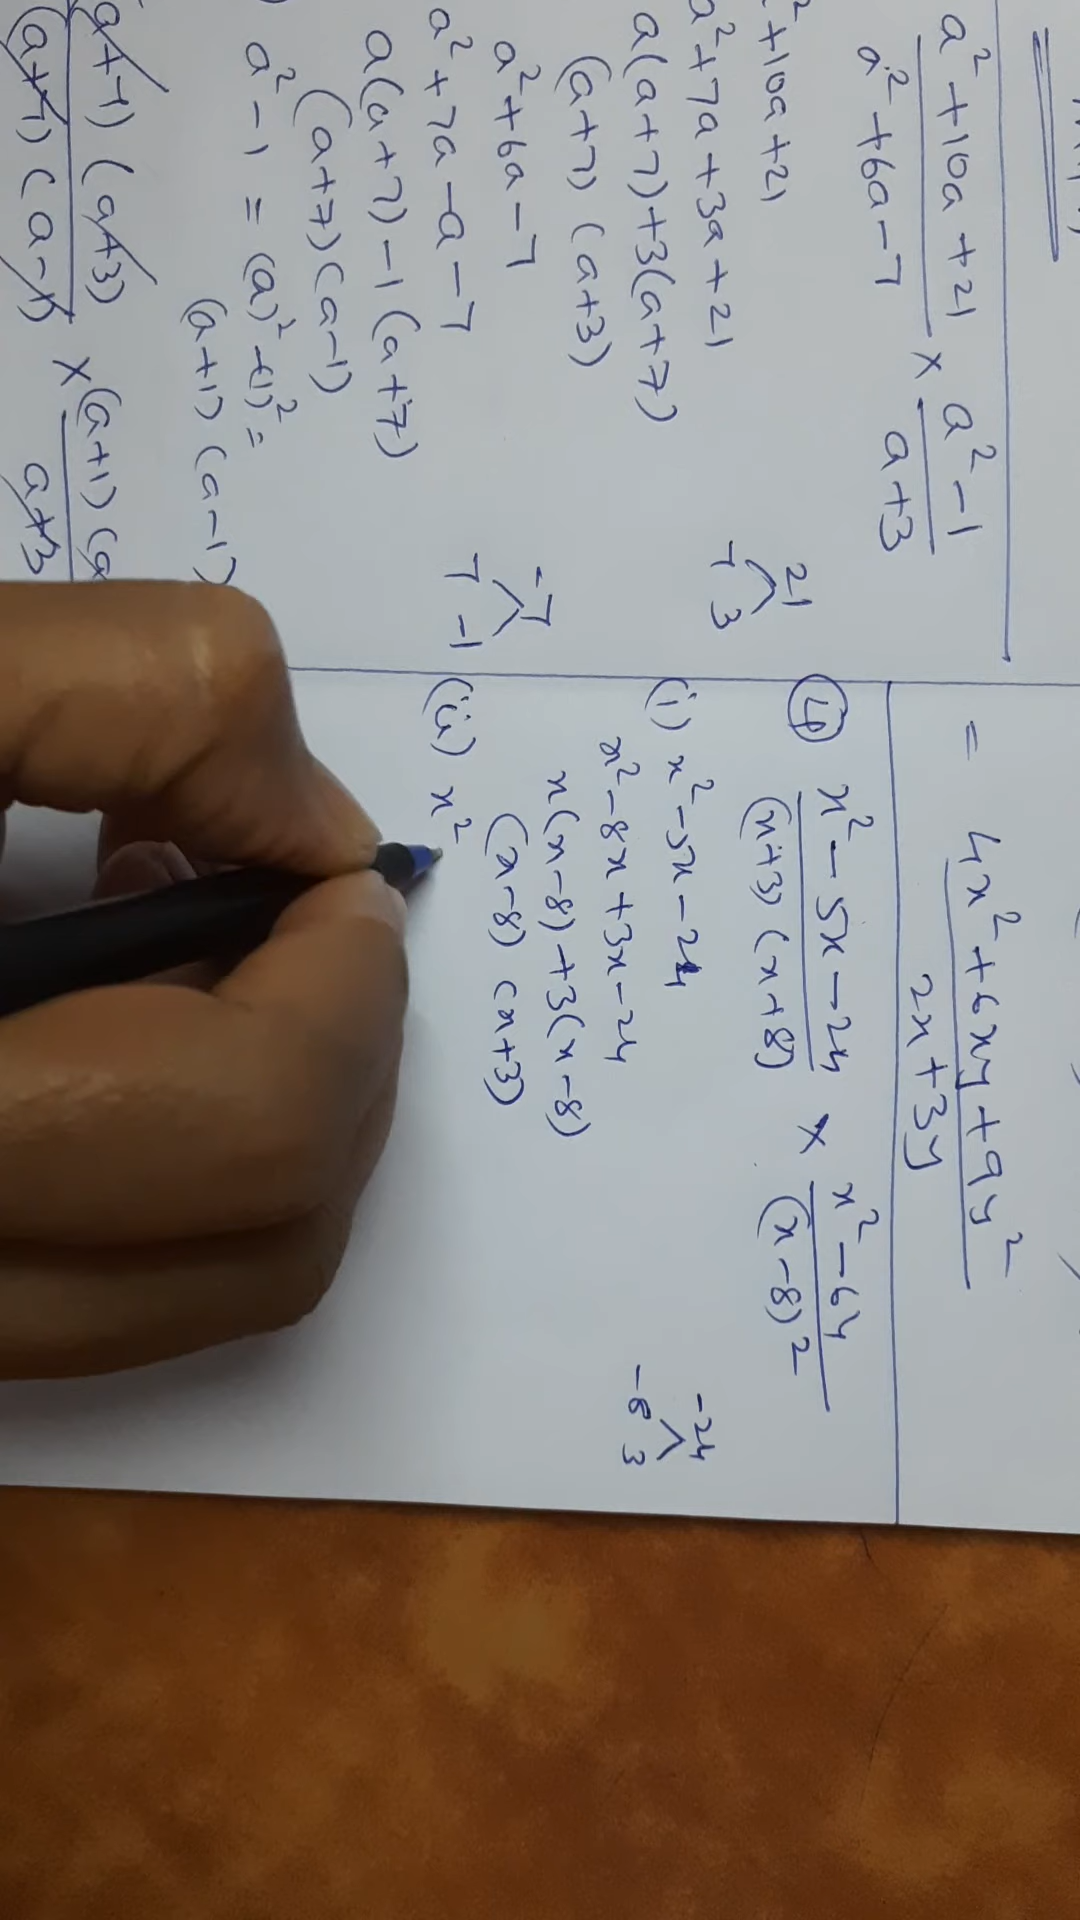 a² + 10a + 21 × a² - 1
a² + 6a - 7 a + 3
² + 10a + 21
21
a² + 7a + 3a + 21
7 3
a(a+7) + 3(a+7)
(a+7) (a+3)
a² + 6a - 7
-7
a² + 7a - a - 7
7 -1
a(a+7) - 1(a+7)
(a+7)(a-1)
a² - 1 = (a)² - (1)² =
(a+1) (a-1)
(a+3) × (a+1)
(a-1) a+3
= 4x² + 6xy + 9y²
2x + 3y
④ x² - 5x - 24 × x² - 64
(x+3) (x+8) (x-8)²
(i) x² - 5x - 24
-24
x² - 8x + 3x - 24
-8 3
x(x-8) + 3(x-8)
(x-8) (x+3)
(ii) x²